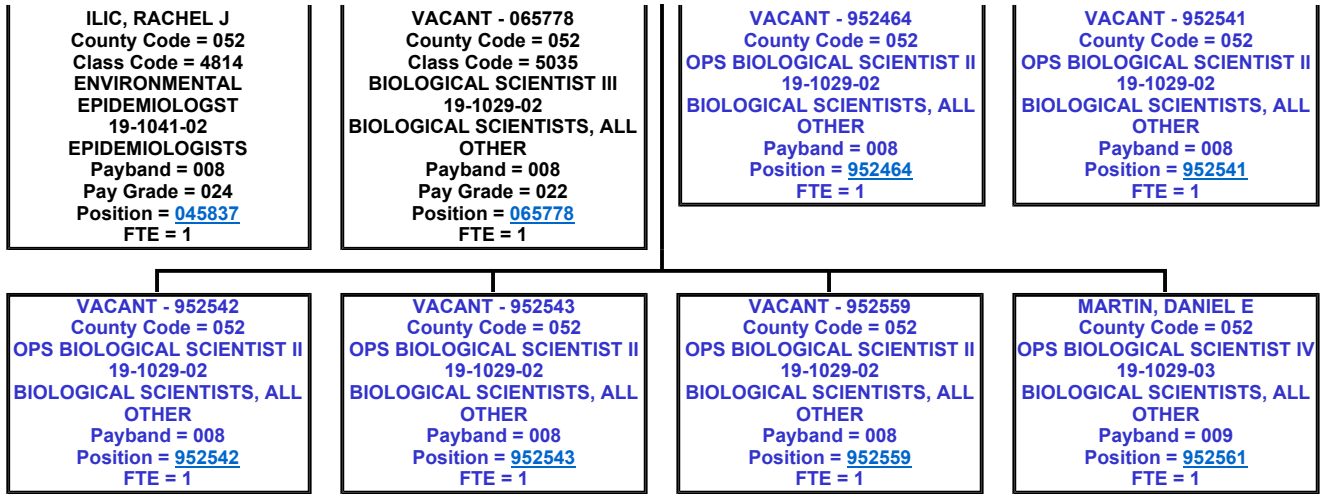 ILIC, RACHEL J
County Code = 052
Class Code = 4814
ENVIRONMENTAL
EPIDEMIOLOGST
19-1041-02
EPIDEMIOLOGISTS
Payband = 008
Pay Grade = 024
Position = 045837
FTE = 1
VACANT - 065778
County Code = 052
Class Code = 5035
BIOLOGICAL SCIENTIST III
19-1029-02
BIOLOGICAL SCIENTISTS, ALL
OTHER
Payband = 008
Pay Grade = 022
Position = 065778
FTE = 1
VACANT - 952464
County Code = 052
OPS BIOLOGICAL SCIENTIST II
19-1029-02
BIOLOGICAL SCIENTISTS, ALL
OTHER
Payband = 008
Position = 952464
FTE = 1
VACANT - 952541
County Code = 052
OPS BIOLOGICAL SCIENTIST II
19-1029-02
BIOLOGICAL SCIENTISTS, ALL
OTHER
Payband = 008
Position = 952541
FTE = 1
VACANT - 952542
County Code = 052
OPS BIOLOGICAL SCIENTIST II
19-1029-02
BIOLOGICAL SCIENTISTS, ALL
OTHER
Payband = 008
Position = 952542
FTE = 1
VACANT - 952543
County Code = 052
OPS BIOLOGICAL SCIENTIST II
19-1029-02
BIOLOGICAL SCIENTISTS, ALL
OTHER
Payband = 008
Position = 952543
FTE = 1
VACANT - 952559
County Code = 052
OPS BIOLOGICAL SCIENTIST II
19-1029-02
BIOLOGICAL SCIENTISTS, ALL
OTHER
Payband = 008
Position = 952559
FTE = 1
MARTIN, DANIEL E
County Code = 052
OPS BIOLOGICAL SCIENTIST IV
19-1029-03
BIOLOGICAL SCIENTISTS, ALL
OTHER
Payband = 009
Position = 952561
FTE = 1